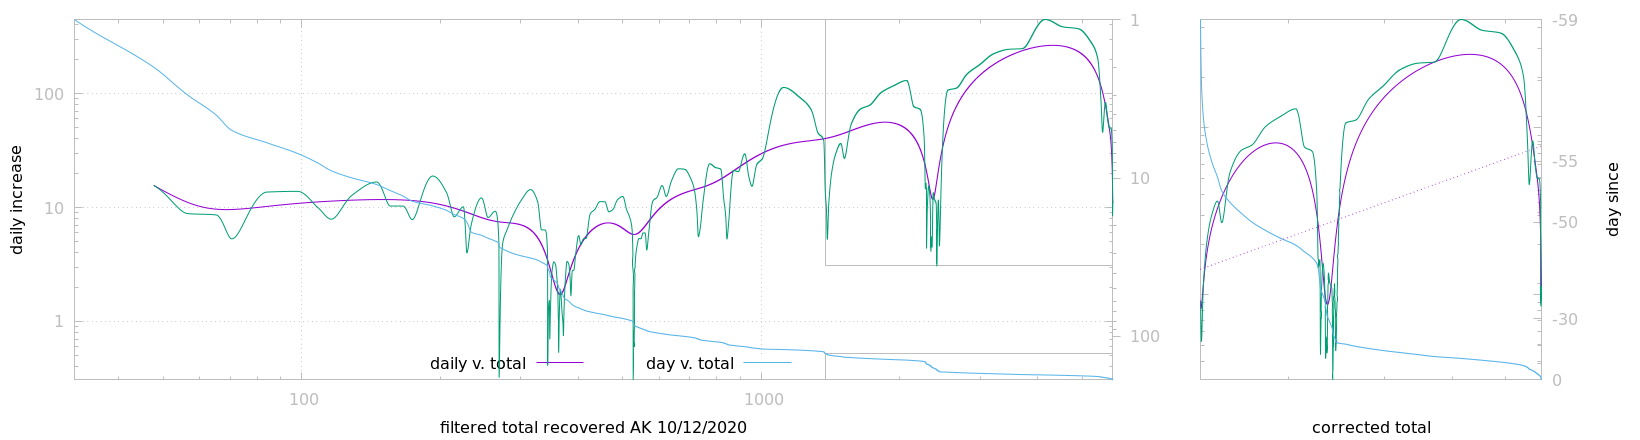 daily increase
100
10
1
daily v. total
day v. total
100
1000
filtered total recovered AK 10/12/2020
1
10
100
-59
-55
-50
-30
0
day since
corrected total